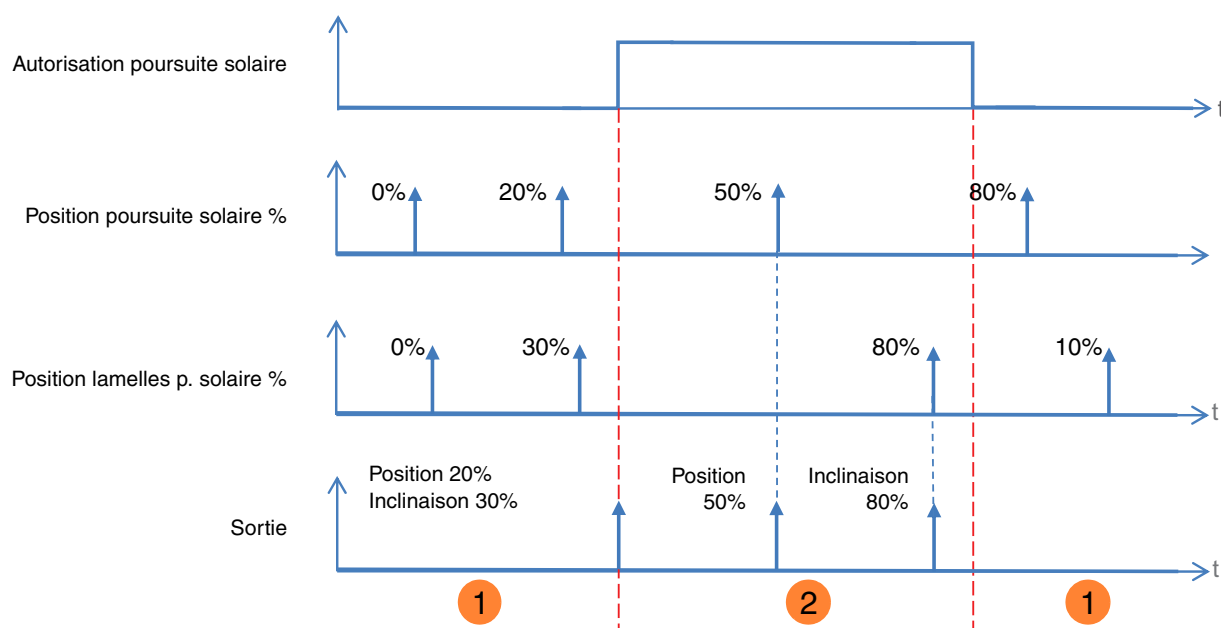 Autorisation poursuite solaire
t
0%
20%
50%
80%
Position poursuite solaire %
0%
30%
80%
10%
Position lamelles p. solaire %
t
Position 20%
Inclinaison 30%
Position
50%
Inclinaison
80%
Sortie
t
1
2
1